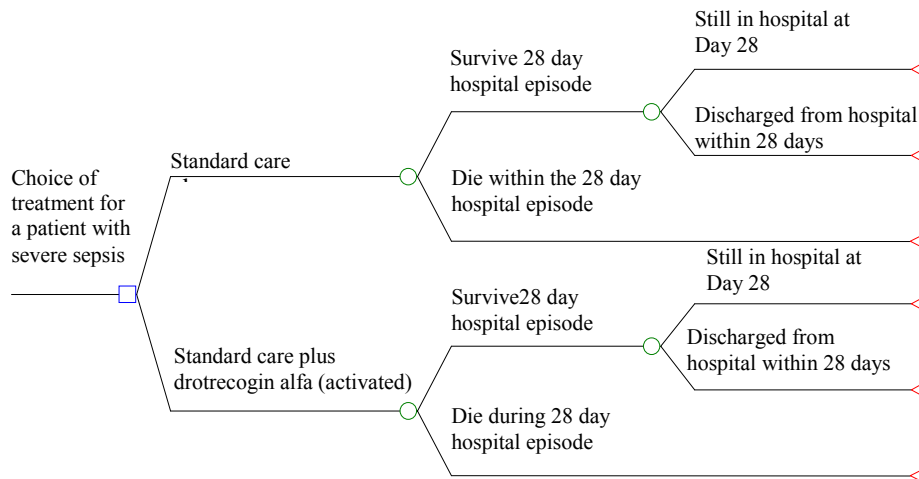 Still in hospital at
Day 28
Survive 28 day
hospital episode
Discharged from hospital
within 28 days
Standard care
Choice of
treatment for
a patient with
severe sepsis
Die within the 28 day
hospital episode
Still in hospital at
Day 28
Survive28 day
hospital episode
Discharged from
hospital within 28 days
Standard care plus
drotrecogin alfa (activated)
Die during 28 day
hospital episode